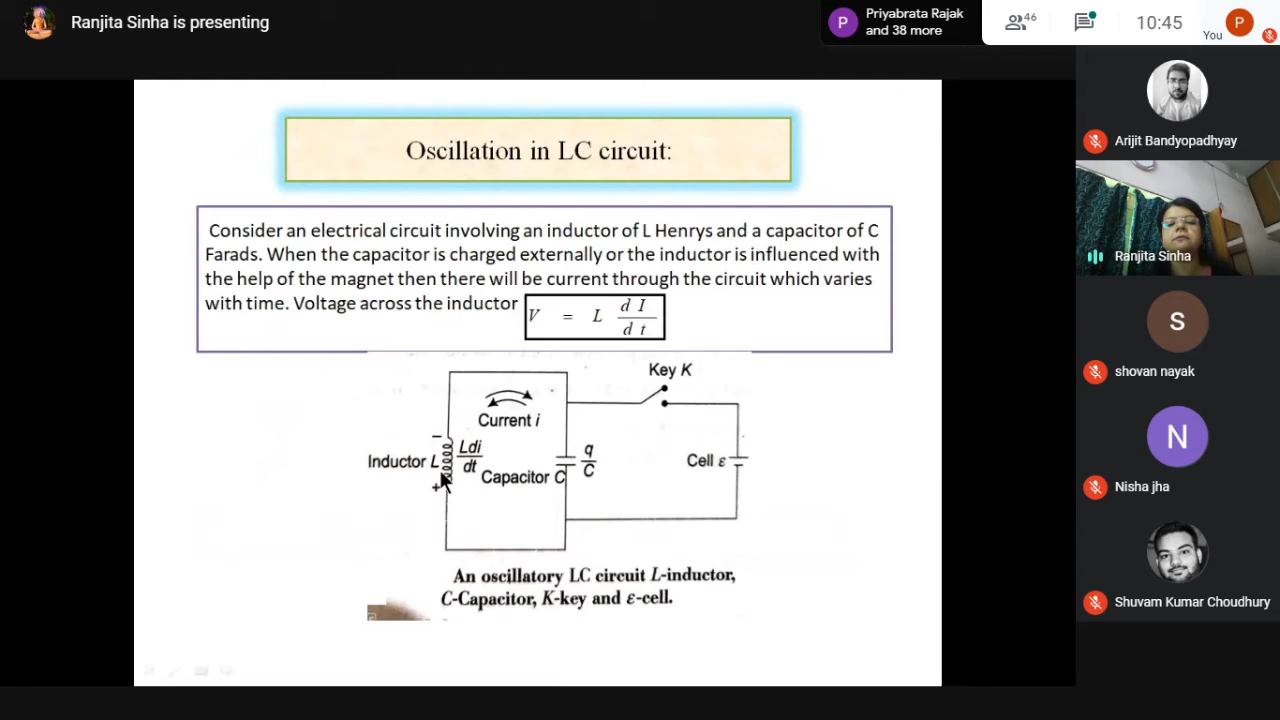 Ranjita Sinha is presenting
P
Priyabrata Rajak
and 38 more
46
10:45
You
P
Oscillation in LC circuit:
Consider an electrical circuit involving an inductor of L Henrys and a capacitor of C
Farads. When the capacitor is charged externally or the inductor is influenced with
the help of the magnet then there will be current through the circuit which varies
with time. Voltage across the inductor
V = L d I
d t
Key K
Current i
−
Inductor L
Ldi
dt
+
Capacitor C
q
C
Cell ε
An oscillatory LC circuit L-inductor,
C-Capacitor, K-key and ε-cell.
Arijit Bandyopadhyay
Ranjita Sinha
S
shovan nayak
N
Nisha jha
Shuvam Kumar Choudhury